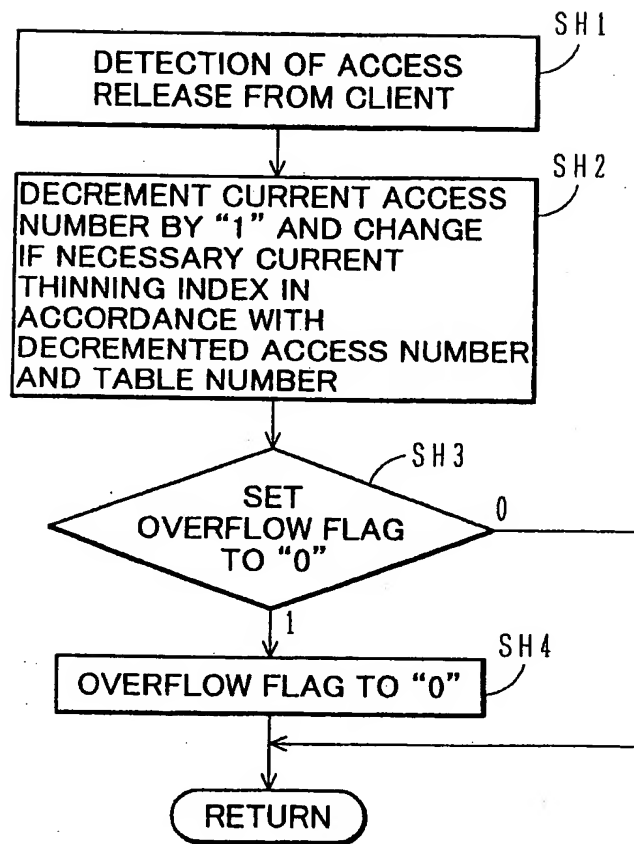 SH1
DETECTION OF ACCESS
RELEASE FROM CLIENT
SH2
DECREMENT CURRENT ACCESS
NUMBER BY “1” AND CHANGE
IF NECESSARY CURRENT
THINNING INDEX IN
ACCORDANCE WITH
DECREMENTED ACCESS NUMBER
AND TABLE NUMBER
SH3
SET
OVERFLOW FLAG
TO “0”
0
1
SH4
OVERFLOW FLAG TO “0”
RETURN